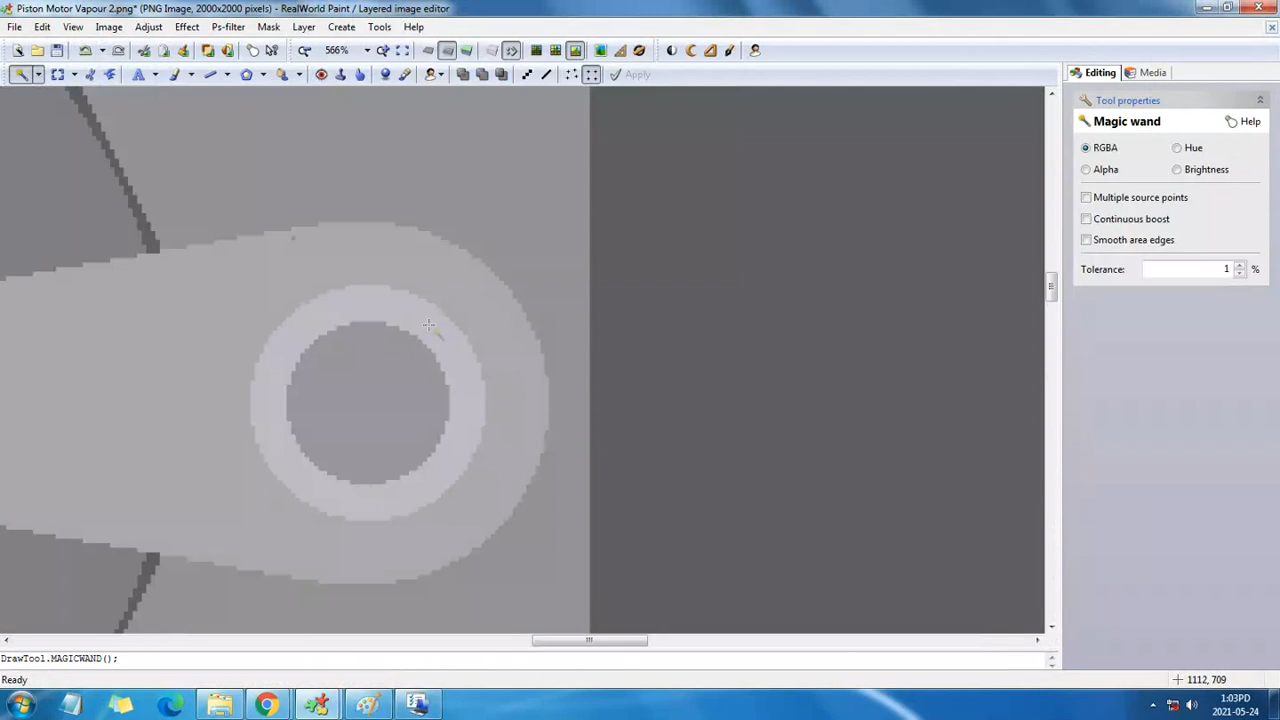 Piston Motor Vapour 2.png* (PNG Image, 2000x2000 pixels) - RealWorld Paint / Layered image editor
File Edit View Image Adjust Effect Ps-filter Mask Layer Create Tools Help
566%
Apply
Editing Media
Tool properties
Magic wand Help
RGBA Hue
Alpha Brightness
Multiple source points
Continuous boost
Smooth area edges
Tolerance: 1 %
DrawTool.MAGICWAND();
Ready 1112, 709
1:03PD
2021-05-24